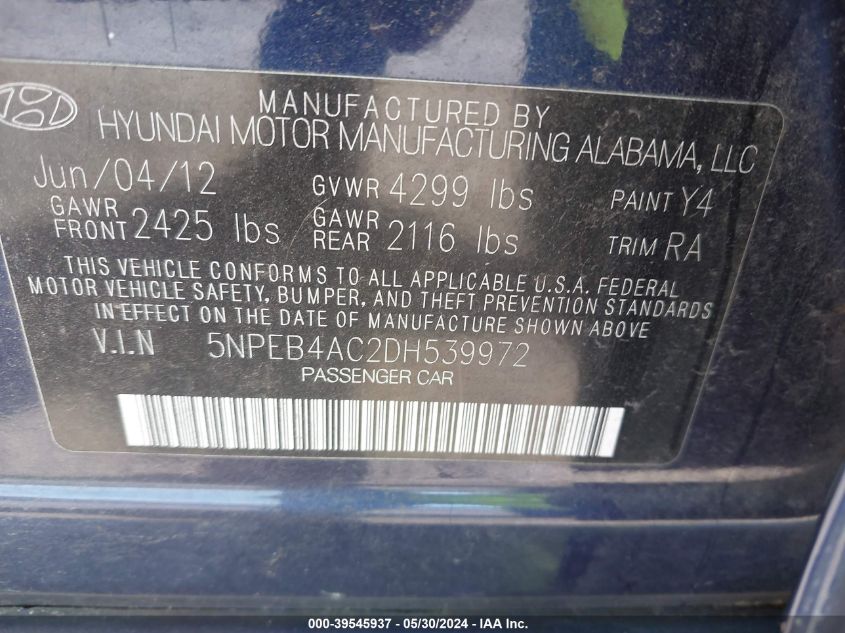 MANUFACTURED BY
HYUNDAI MOTOR MANUFACTURING ALABAMA, LLC
Jun/04/12 GVWR 4299 lbs PAINT Y4
GAWR FRONT 2425 lbs GAWR REAR 2116 lbs TRIM RA
THIS VEHICLE CONFORMS TO ALL APPLICABLE U.S.A. FEDERAL
MOTOR VEHICLE SAFETY, BUMPER, AND THEFT PREVENTION STANDARDS
IN EFFECT ON THE DATE OF MANUFACTURE SHOWN ABOVE
V.I.N 5NPEB4AC2DH539972
PASSENGER CAR
000-39545937 - 05/30/2024 - IAA Inc.